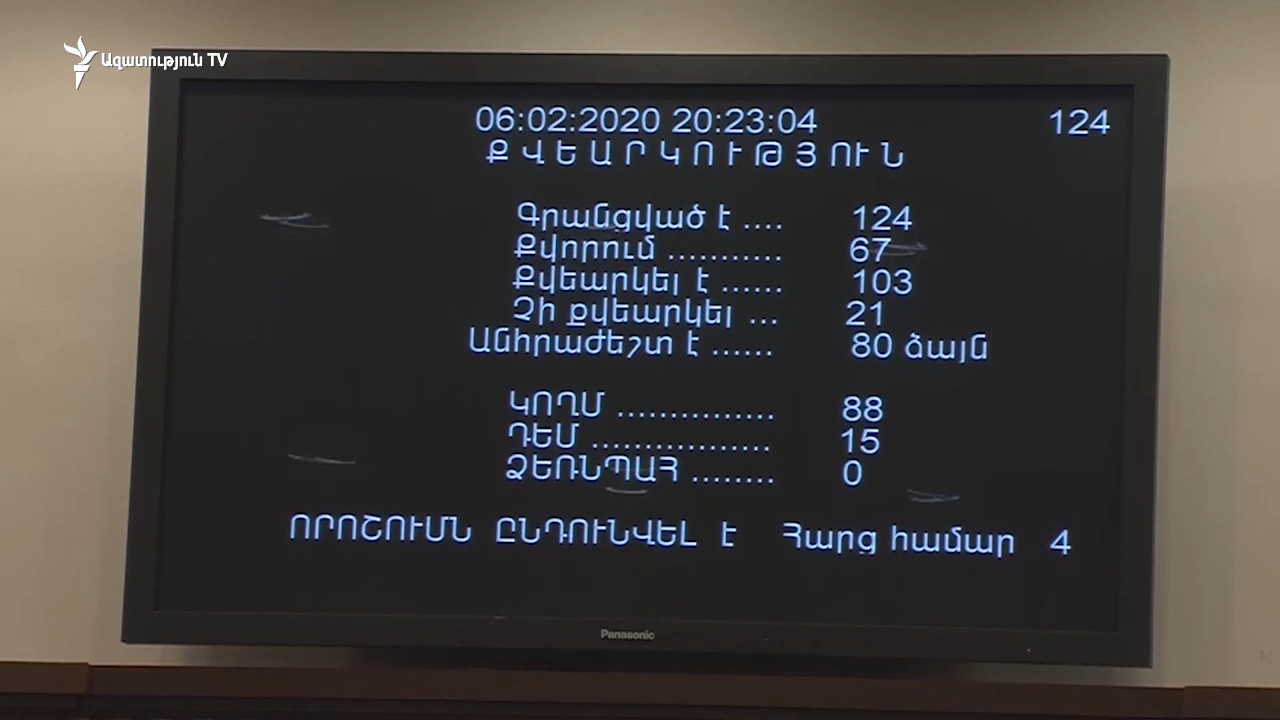 Ազատություն TV
06:02:2020 20:23:04 124
ՔՎԵԱՐԿՈՒԹՅՈՒՆ
Գրանցված է .... 124
Քվորում ........... 67
Քվեարկել է ...... 103
Չի քվեարկել ... 21
Անհրաժեշտ է ...... 80 ձայն
ԿՈՂՄ ............... 88
ԴԵՄ ................. 15
ՁԵՌՆՊԱՀ ........ 0
ՈՐՈՇՈՒՄՆ ԸՆԴՈՒՆՎԵԼ է Հարց համար 4
Panasonic